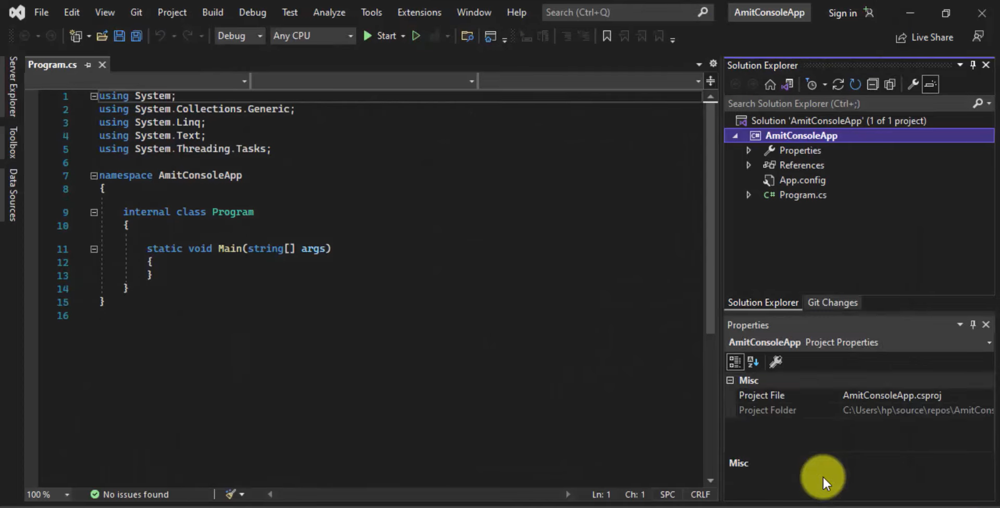 File Edit View Git Project Build Debug Test Analyze Tools Extensions Window Help Search (Ctrl+Q) AmitConsoleApp Sign in
Debug Any CPU Start Live Share
Server Explorer
Toolbox
Data Sources
Program.cs
1 using System;
2 using System.Collections.Generic;
3 using System.Linq;
4 using System.Text;
5 using System.Threading.Tasks;
6
7 namespace AmitConsoleApp
8 {
9 internal class Program
10 {
11 static void Main(string[] args)
12 {
13 }
14 }
15 }
16
100 % No issues found Ln: 1 Ch: 1 SPC CRLF
Solution Explorer
Search Solution Explorer (Ctrl+;)
Solution 'AmitConsoleApp' (1 of 1 project)
C# AmitConsoleApp
Properties
References
App.config
C# Program.cs
Solution Explorer Git Changes
Properties
AmitConsoleApp Project Properties
Misc
Project File AmitConsoleApp.csproj
Project Folder C:\Users\hp\source\repos\AmitCons
Misc